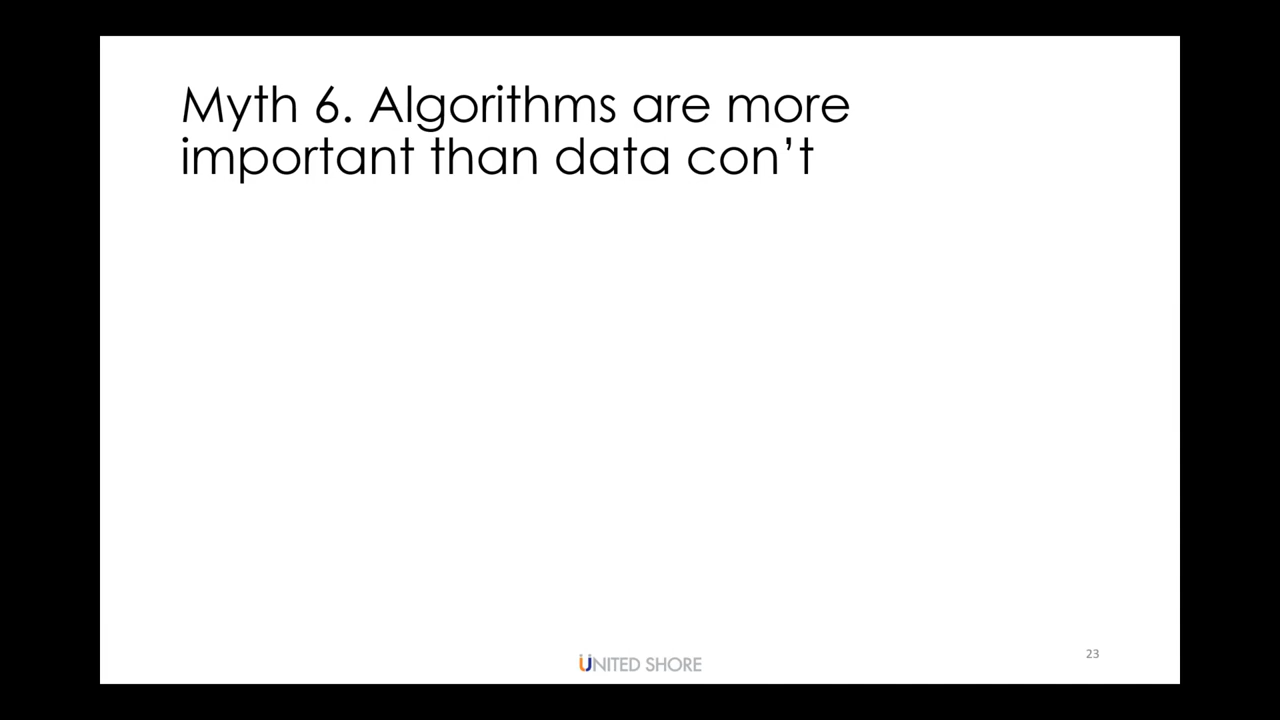 Myth 6. Algorithms are more
important than data con’t
UNITED SHORE
23